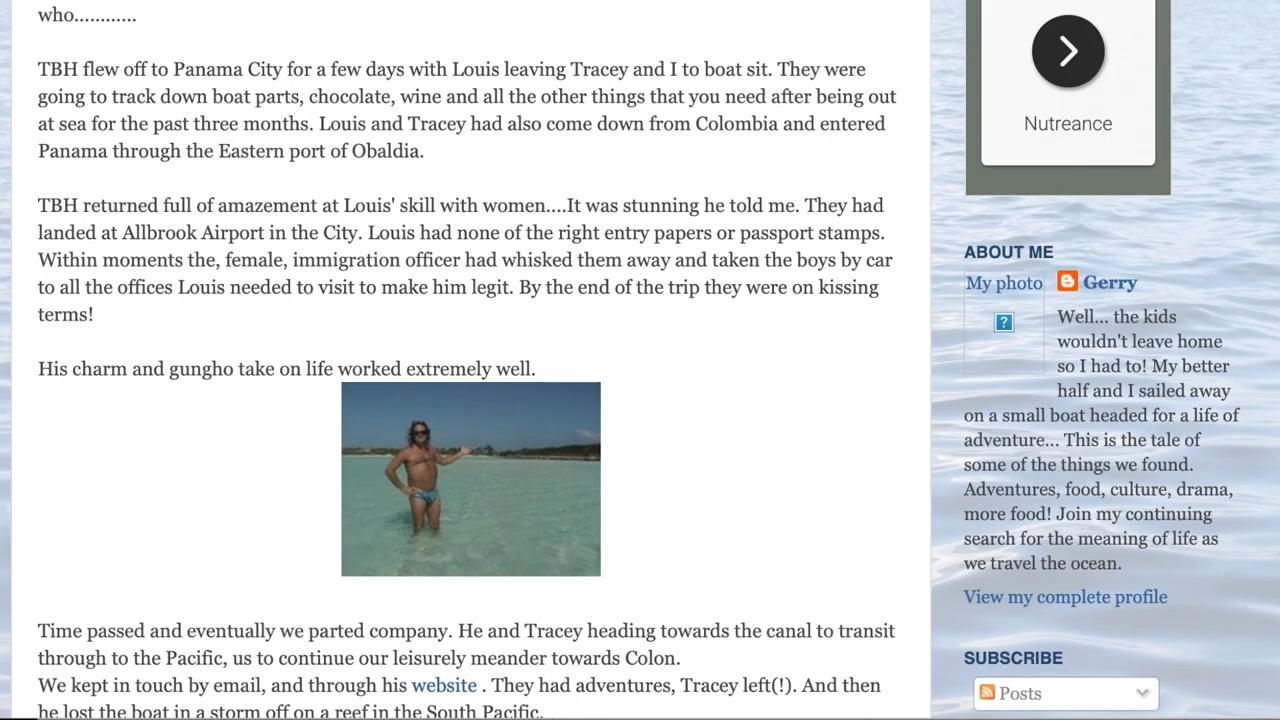 who............
TBH flew off to Panama City for a few days with Louis leaving Tracey and I to boat sit. They were
going to track down boat parts, chocolate, wine and all the other things that you need after being out
at sea for the past three months. Louis and Tracey had also come down from Colombia and entered
Panama through the Eastern port of Obaldia.
TBH returned full of amazement at Louis' skill with women....It was stunning he told me. They had
landed at Allbrook Airport in the City. Louis had none of the right entry papers or passport stamps.
Within moments the, female, immigration officer had whisked them away and taken the boys by car
to all the offices Louis needed to visit to make him legit. By the end of the trip they were on kissing
terms!
His charm and gungho take on life worked extremely well.
Time passed and eventually we parted company. He and Tracey heading towards the canal to transit
through to the Pacific, us to continue our leisurely meander towards Colon.
We kept in touch by email, and through his website . They had adventures, Tracey left(!). And then
he lost the boat in a storm off on a reef in the South Pacific.
Nutreance
ABOUT ME
My photo
?
Gerry
Well... the kids
wouldn't leave home
so I had to! My better
half and I sailed away
on a small boat headed for a life of
adventure... This is the tale of
some of the things we found.
Adventures, food, culture, drama,
more food! Join my continuing
search for the meaning of life as
we travel the ocean.
View my complete profile
SUBSCRIBE
Posts